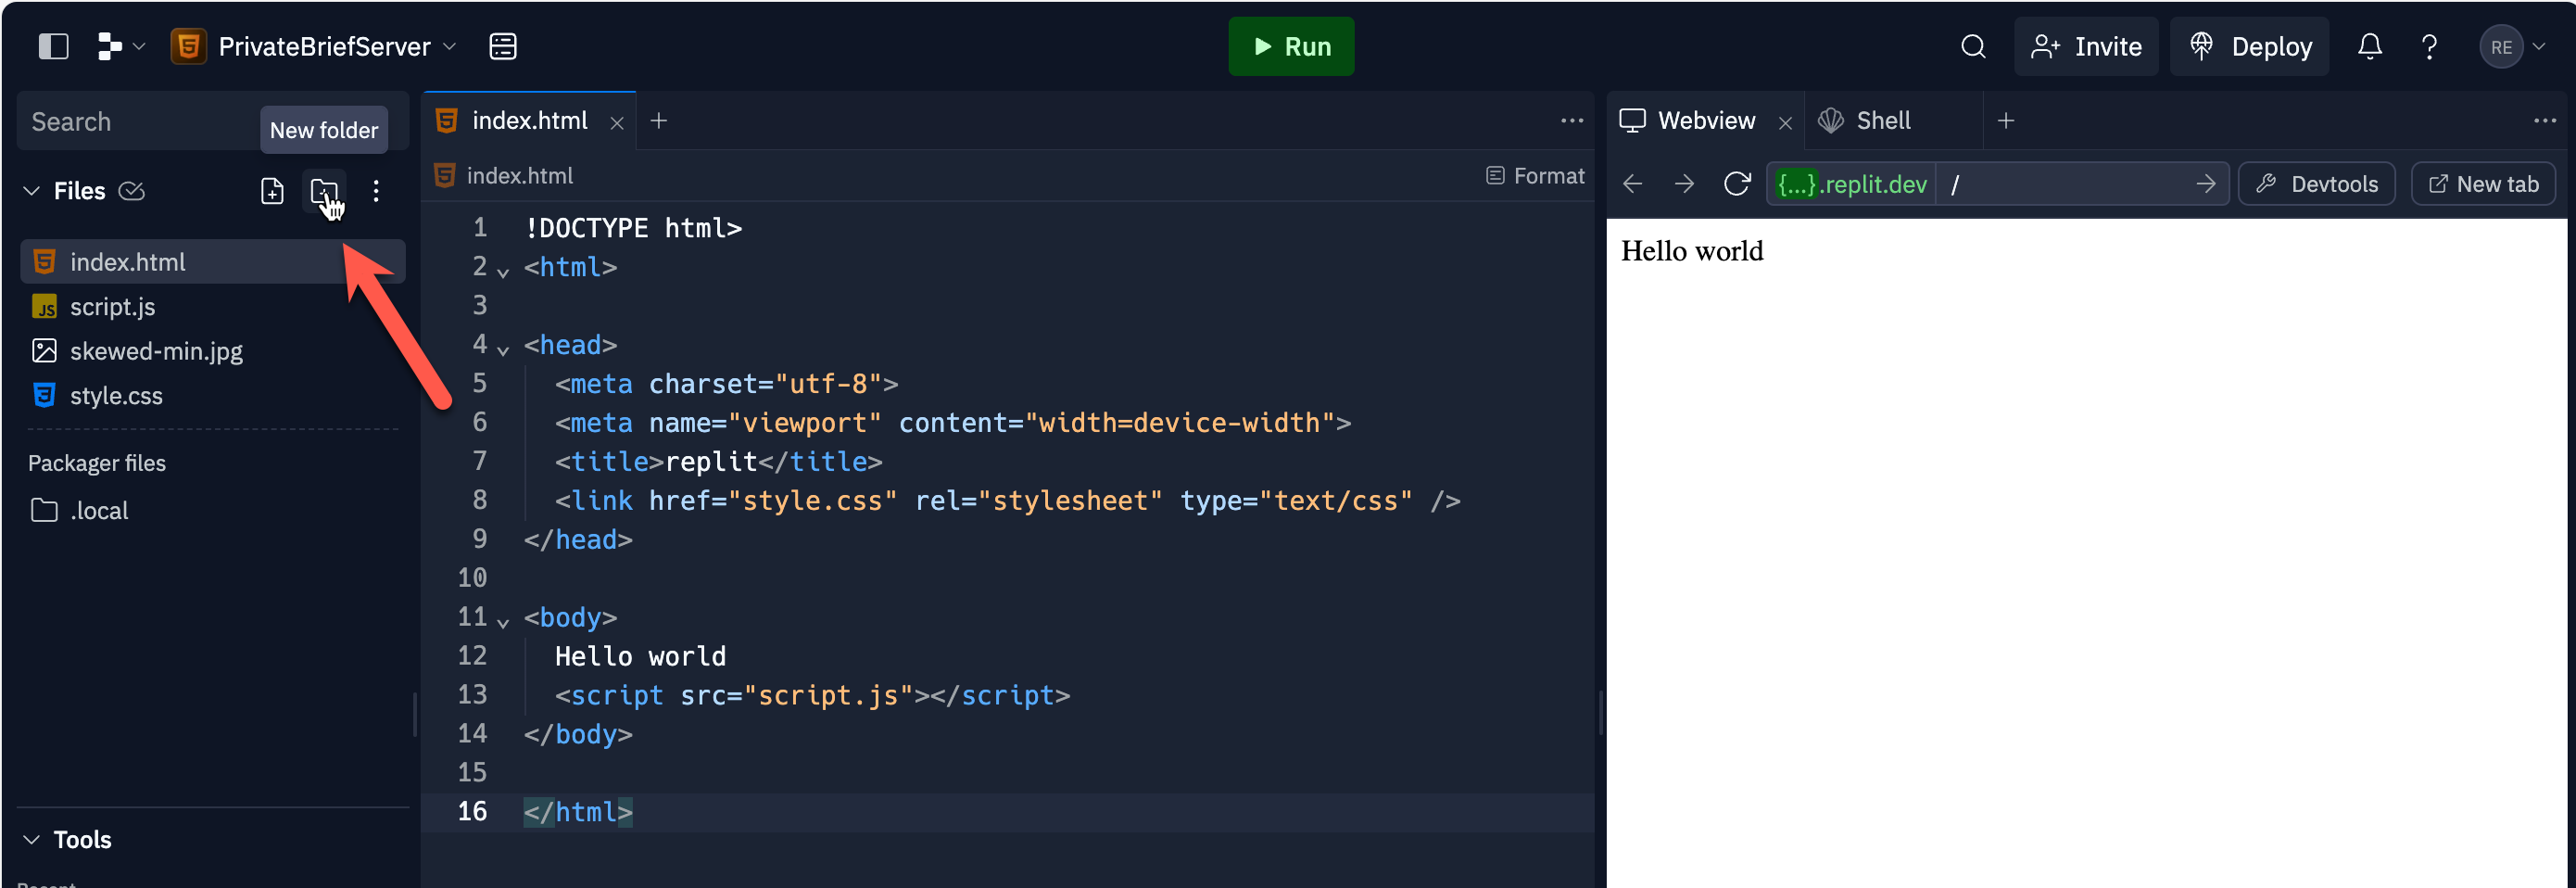 PrivateBriefServer
Run
Invite
Deploy
RE
Search
New folder
Files
index.html
script.js
skewed-min.jpg
style.css
Packager files
.local
Tools
index.html
index.html
Format
1 !DOCTYPE html>
2 <html>
3
4 <head>
5 <meta charset="utf-8">
6 <meta name="viewport" content="width=device-width">
7 <title>replit</title>
8 <link href="style.css" rel="stylesheet" type="text/css" />
9 </head>
10
11 <body>
12 Hello world
13 <script src="script.js"></script>
14 </body>
15
16 </html>
Webview
Shell
{...}.replit.dev /
Devtools
New tab
Hello world